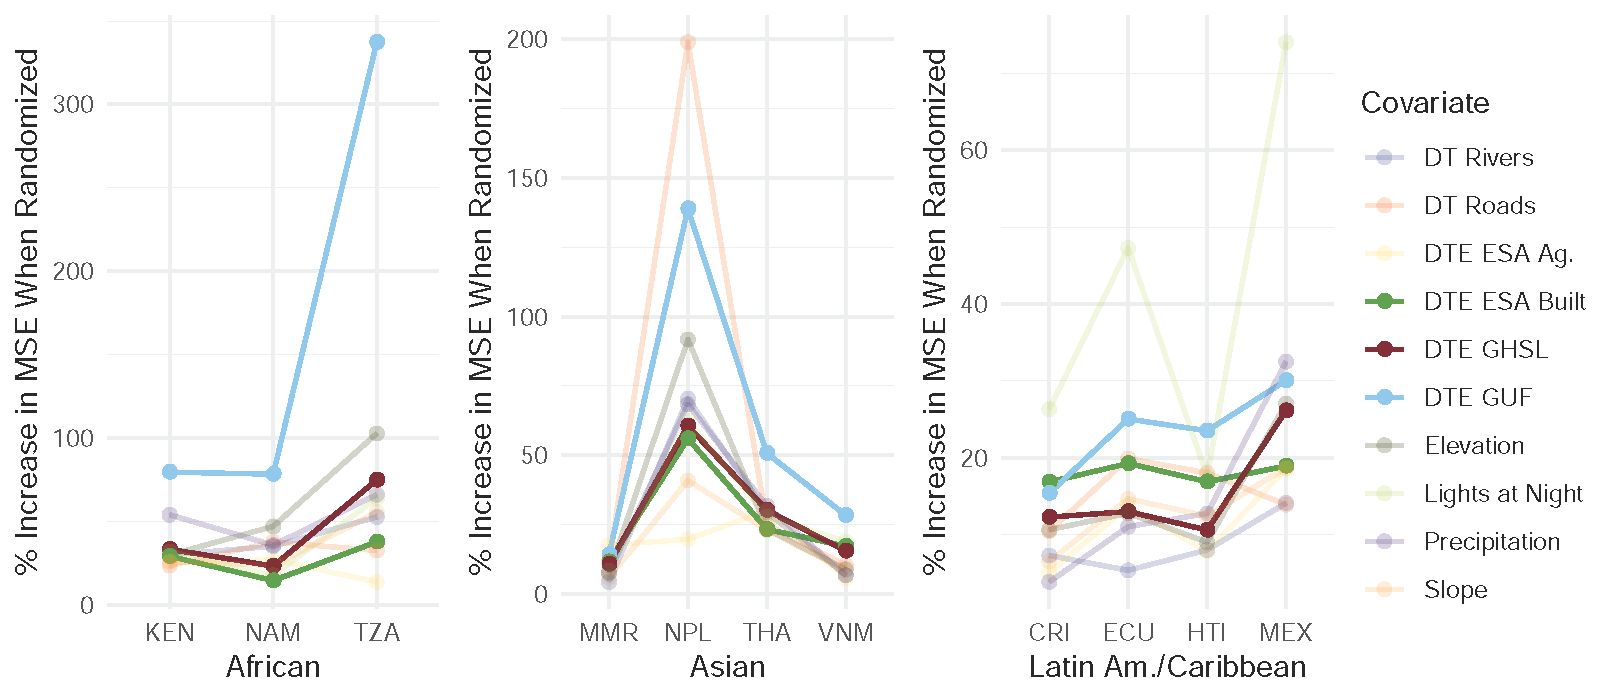 % Increase in MSE When Randomized
300
200
100
0
KEN NAM TZA
African
% Increase in MSE When Randomized
200
150
100
50
0
MMR NPL THA VNM
Asian
% Increase in MSE When Randomized
60
40
20
CRI ECU HTI MEX
Latin Am./Caribbean
Covariate
DT Rivers
DT Roads
DTE ESA Ag.
DTE ESA Built
DTE GHSL
DTE GUF
Elevation
Lights at Night
Precipitation
Slope